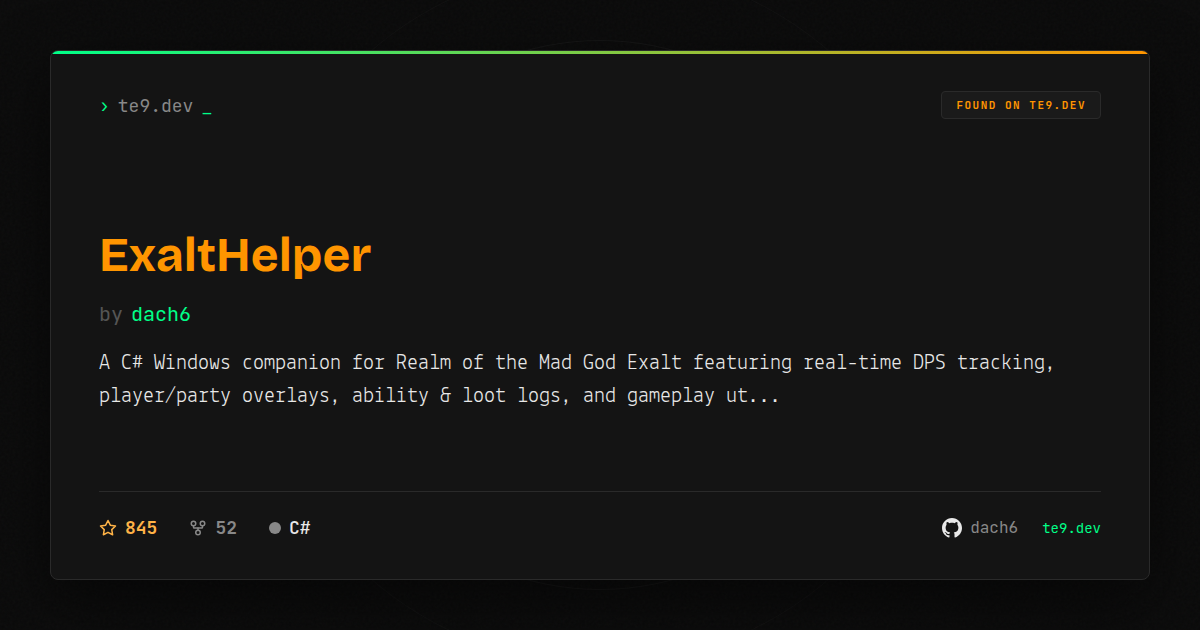 › te9.dev _
FOUND ON TE9.DEV
ExaltHelper
by dach6
A C# Windows companion for Realm of the Mad God Exalt featuring real-time DPS tracking,
player/party overlays, ability & loot logs, and gameplay ut...
845 52 C#
dach6 te9.dev